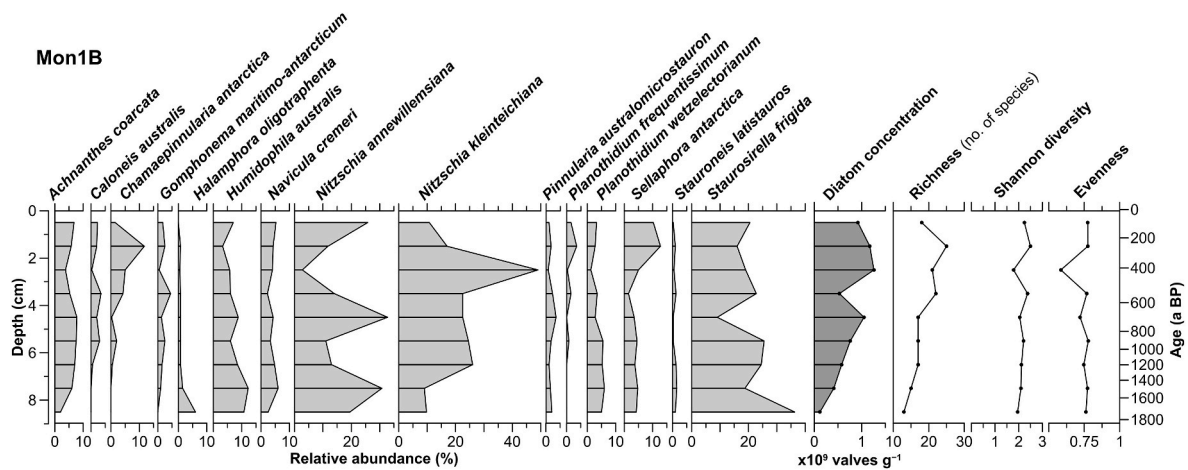 Mon1B
Achnanthes coarcata
Caloneis australis
Chamaepinnularia antarctica
Gomphonema maritimo-antarcticum
Halamphora oligotraphenta
Humidophila australis
Navicula cremeri
Nitzschia annewillemsiana
Nitzschia kleinteichiana
Pinnularia australomicrostauron
Planothidium frequentissimum
Planothidium wetzelectorianum
Sellaphora antarctica
Stauroneis latistauros
Staurosirella frigida
Diatom concentration
Richness (no. of species)
Shannon diversity
Evenness
Depth (cm)
0
2
4
6
8
0
200
400
600
800
1000
1200
1400
1600
1800
Age (a BP)
0 10 0 0 10 0 0 0 10 0 10 20 0 20 40 0 0 0 0 10 0 0 10 20 30 0 1 10 20 30 1 2 3 0.75 1
Relative abundance (%)
x10⁹ valves g⁻¹